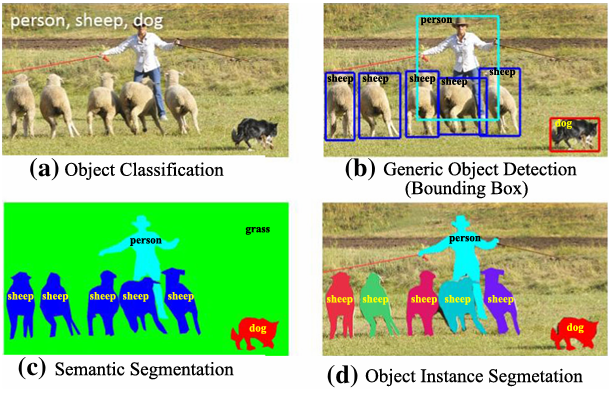 person, sheep, dog
person
sheep sheep sheep sheep sheep
dog
(a) Object Classification
(b) Generic Object Detection
(Bounding Box)
grass
person
sheep sheep sheep sheep sheep
dog
person
sheep sheep sheep sheep sheep
dog
(c) Semantic Segmentation
(d) Object Instance Segmetation